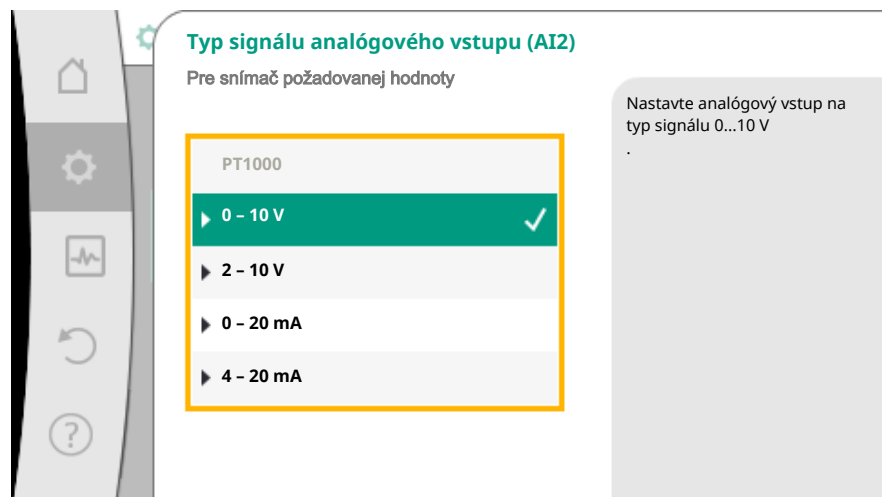 Typ signálu analógového vstupu (AI2)
Pre snímač požadovanej hodnoty
Nastavte analógový vstup na
typ signálu 0...10 V
.
PT1000
0 – 10 V
2 – 10 V
0 – 20 mA
4 – 20 mA
?